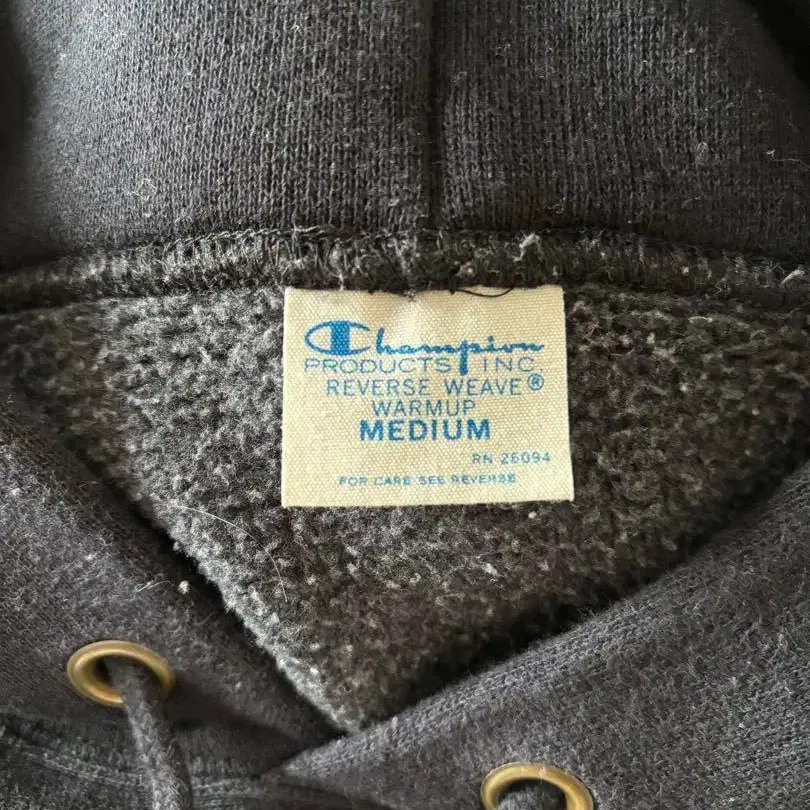 Champion
PRODUCTS INC
REVERSE WEAVE®
WARMUP
MEDIUM
RN 26094
FOR CARE SEE REVERSE